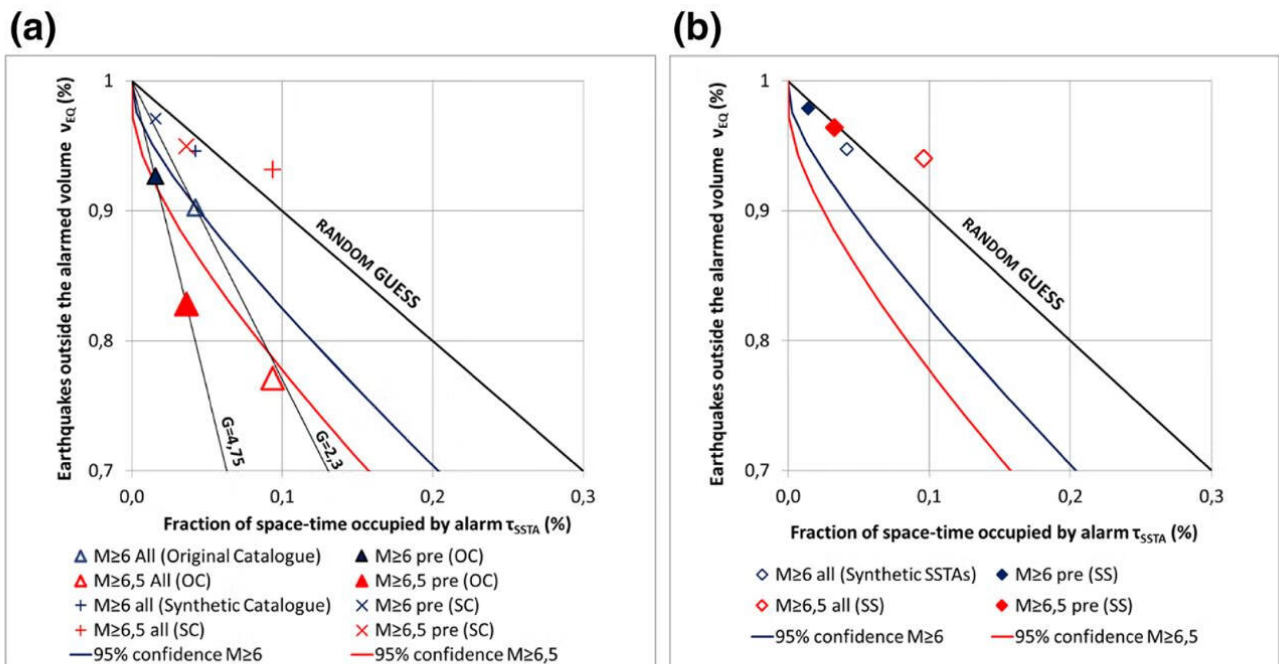 (a)
(b)
Earthquakes outside the alarmed volume νEQ (%)
1
0,9
0,8
0,7
RANDOM GUESS
G=4,75
G=2,3
0,0
0,1
0,2
0,3
Fraction of space-time occupied by alarm τSSTA (%)
△ M≥6 All (Original Catalogue)
▲ M≥6 pre (OC)
△ M≥6,5 All (OC)
▲ M≥6,5 pre (OC)
+ M≥6 all (Synthetic Catalogue)
× M≥6 pre (SC)
+ M≥6,5 all (SC)
× M≥6,5 pre (SC)
95% confidence M≥6
95% confidence M≥6,5
Earthquakes outside the alarmed volume νEQ (%)
1
0,9
0,8
0,7
RANDOM GUESS
0,0
0,1
0,2
0,3
Fraction of space-time occupied by alarm τSSTA (%)
◇ M≥6 all (Synthetic SSTAs)
◆ M≥6 pre (SS)
◇ M≥6,5 all (SS)
◆ M≥6,5 pre (SS)
95% confidence M≥6
95% confidence M≥6,5